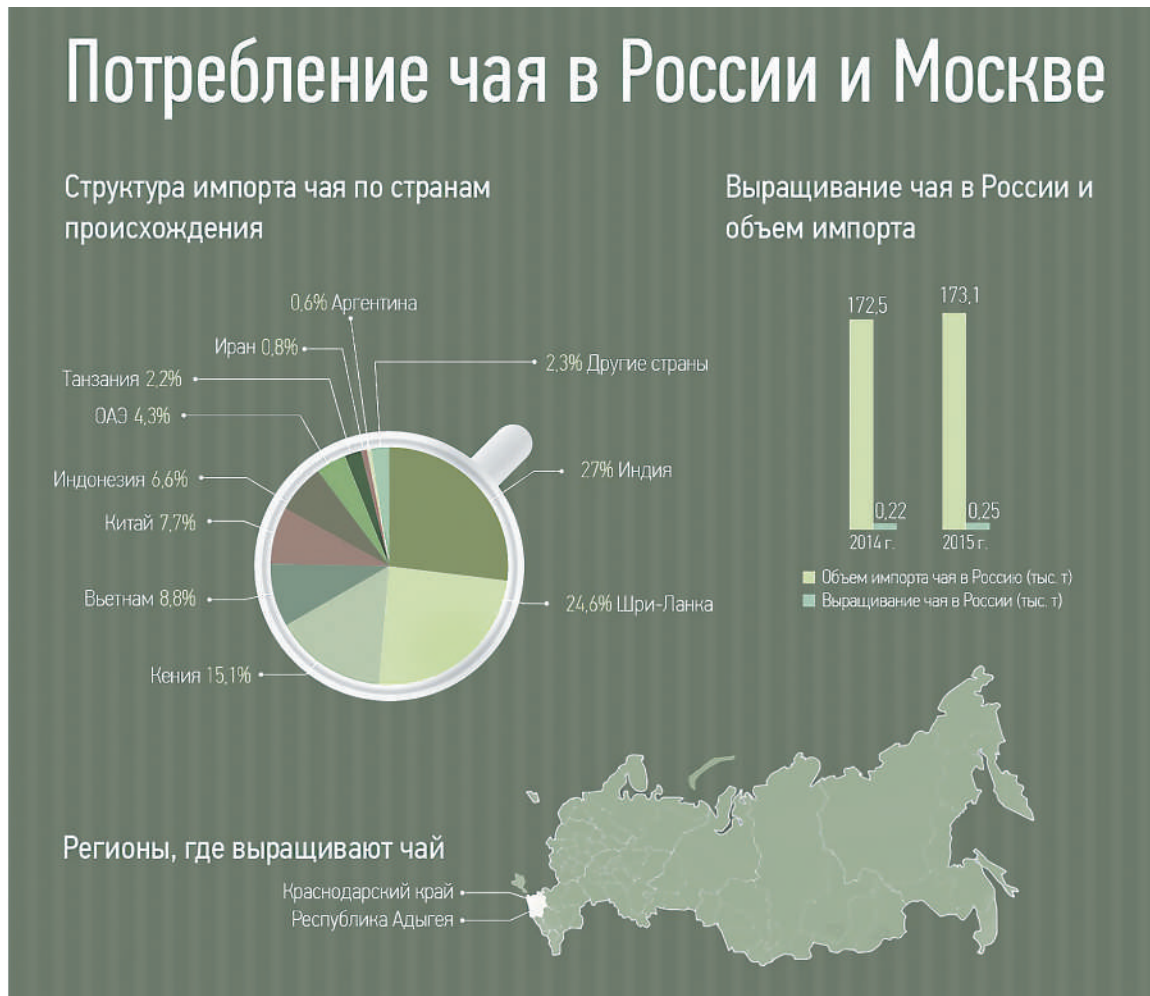 Потребление чая в России и Москве
Структура импорта чая по странам
происхождения
0,6% Аргентина
Иран 0,8%
2,3% Другие страны
Танзания 2,2%
ОАЭ 4,3%
27% Индия
Индонезия 6,6%
Китай 7,7%
Вьетнам 8,8%
24,6% Шри-Ланка
Кения 15,1%
Выращивание чая в России и
объем импорта
172,5
173,1
0,22
0,25
2014 г.
2015 г.
Объем импорта чая в Россию (тыс. т)
Выращивание чая в России (тыс. т)
Регионы, где выращивают чай
Краснодарский край
Республика Адыгея